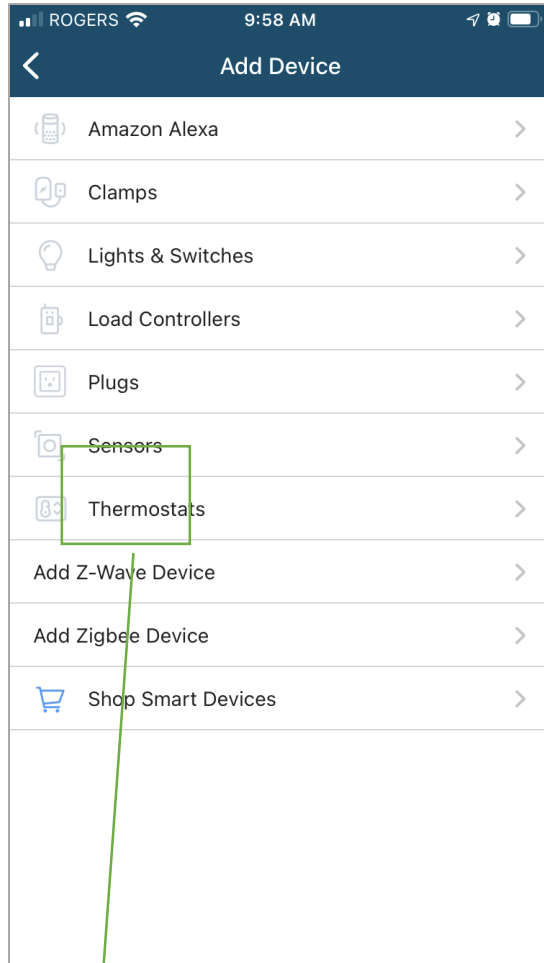 ROGERS 9:58 AM
Add Device
Amazon Alexa
Clamps
Lights & Switches
Load Controllers
Plugs
Sensors
Thermostats
Add Z-Wave Device
Add Zigbee Device
Shop Smart Devices